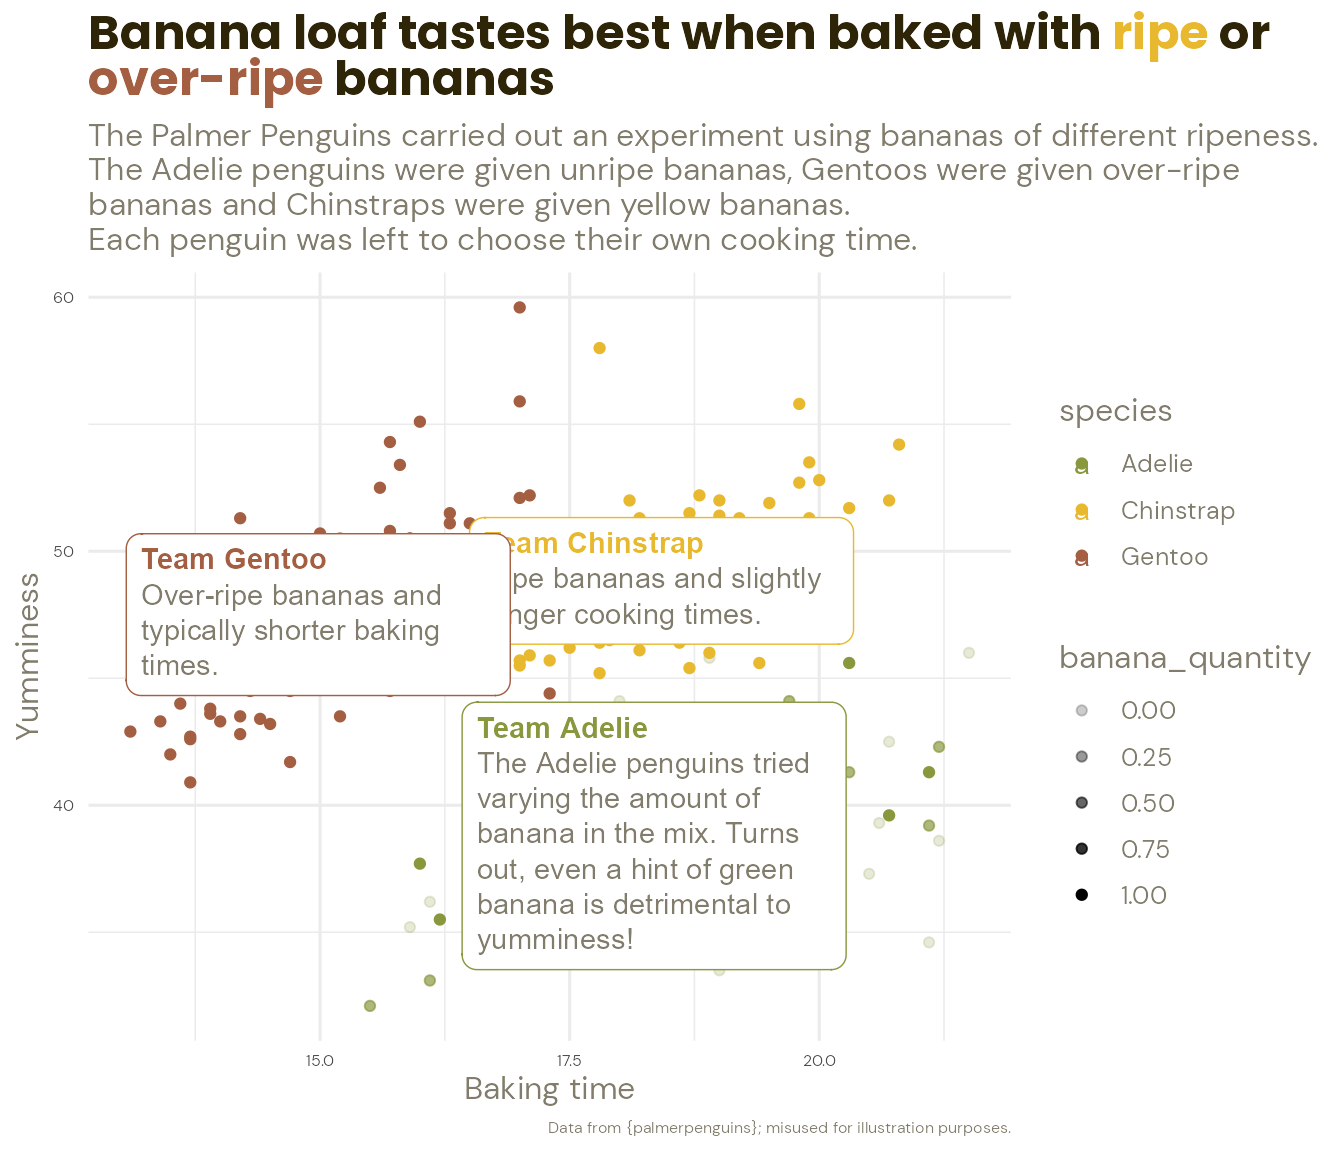 Banana loaf tastes best when baked with ripe or
over-ripe bananas
The Palmer Penguins carried out an experiment using bananas of different ripeness.
The Adelie penguins were given unripe bananas, Gentoos were given over-ripe
bananas and Chinstraps were given yellow bananas.
Each penguin was left to choose their own cooking time.
60
50
40
Yumminess
Team Gentoo
Over-ripe bananas and
typically shorter baking
times.
Chinstrap
bananas and slightly
cooking times.
Team Adelie
The Adelie penguins tried
varying the amount of
banana in the mix. Turns
out, even a hint of green
banana is detrimental to
yumminess!
15.0
17.5
20.0
Baking time
species
a Adelie
a Chinstrap
a Gentoo
banana_quantity
0.00
0.25
0.50
0.75
1.00
Data from {palmerpenguins}; misused for illustration purposes.